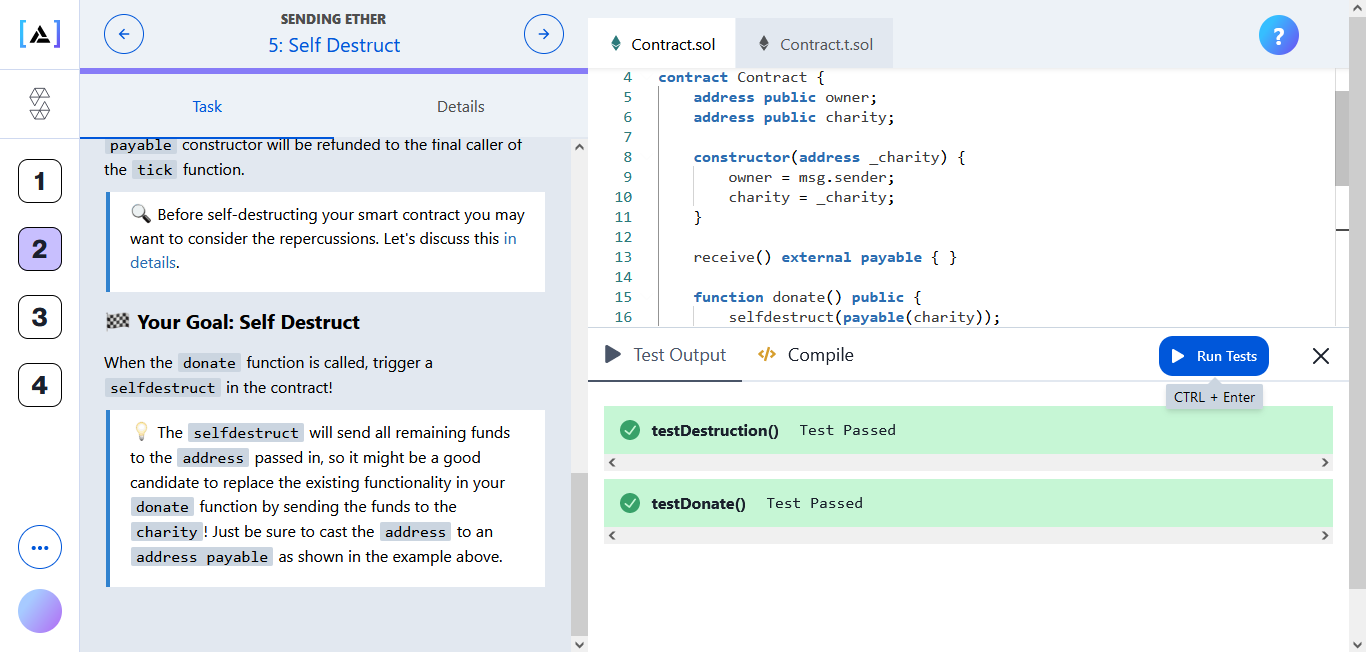 SENDING ETHER
5: Self Destruct
Task
Details
payable constructor will be refunded to the final caller of
the tick function.
🔍 Before self-destructing your smart contract you may
want to consider the repercussions. Let's discuss this in
details.
🏁 Your Goal: Self Destruct
When the donate function is called, trigger a
selfdestruct in the contract!
💡 The selfdestruct will send all remaining funds
to the address passed in, so it might be a good
candidate to replace the existing functionality in your
donate function by sending the funds to the
charity! Just be sure to cast the address to an
address payable as shown in the example above.
1
2
3
4
Contract.sol
Contract.t.sol
?
4 contract Contract {
5 address public owner;
6 address public charity;
7
8 constructor(address _charity) {
9 owner = msg.sender;
10 charity = _charity;
11 }
12
13 receive() external payable { }
14
15 function donate() public {
16 selfdestruct(payable(charity));
Test Output
</> Compile
Run Tests
CTRL + Enter
testDestruction() Test Passed
testDonate() Test Passed